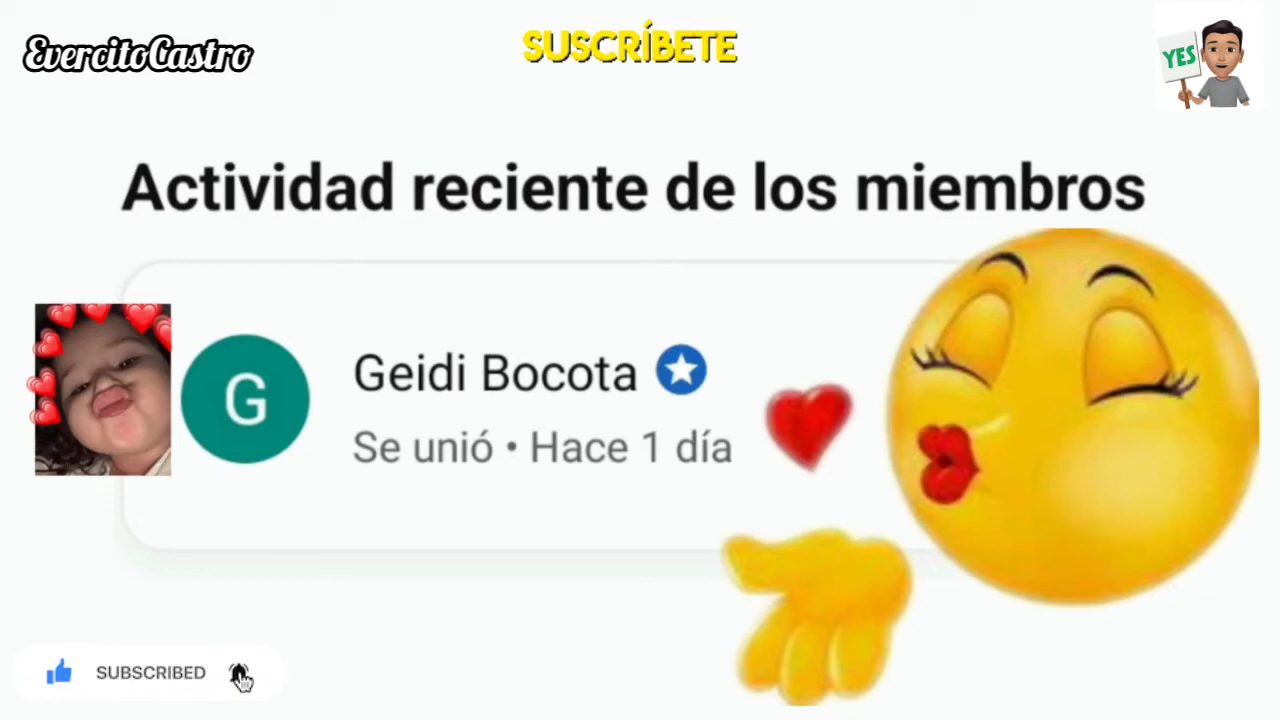 EvercitoCastro
SUSCRÍBETE
YES
Actividad reciente de los miembros
G
Geidi Bocota
Se unió • Hace 1 día
SUBSCRIBED